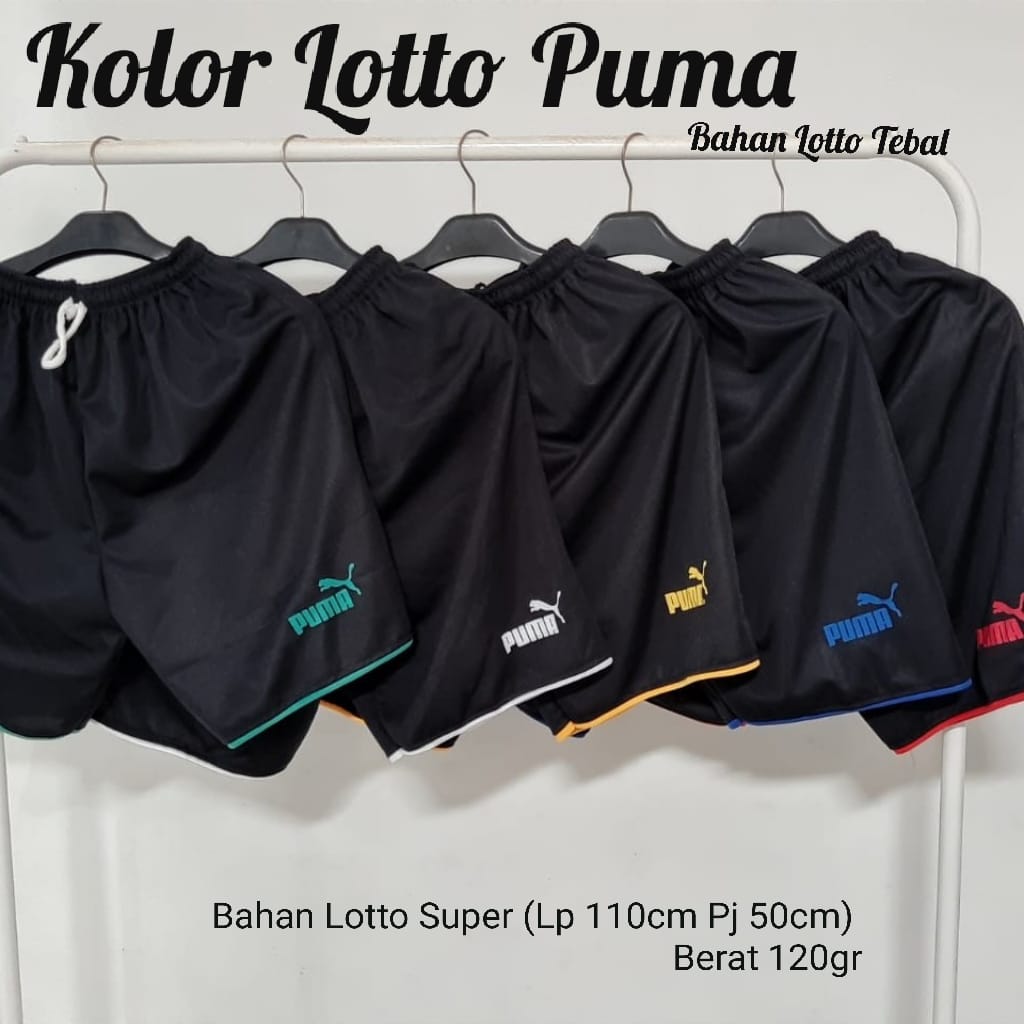 Kolor Lotto Puma
Bahan Lotto Tebal
PUMA
PUMA
PUMA
PUMA
PUMA
Bahan Lotto Super (Lp 110cm Pj 50cm)
Berat 120gr